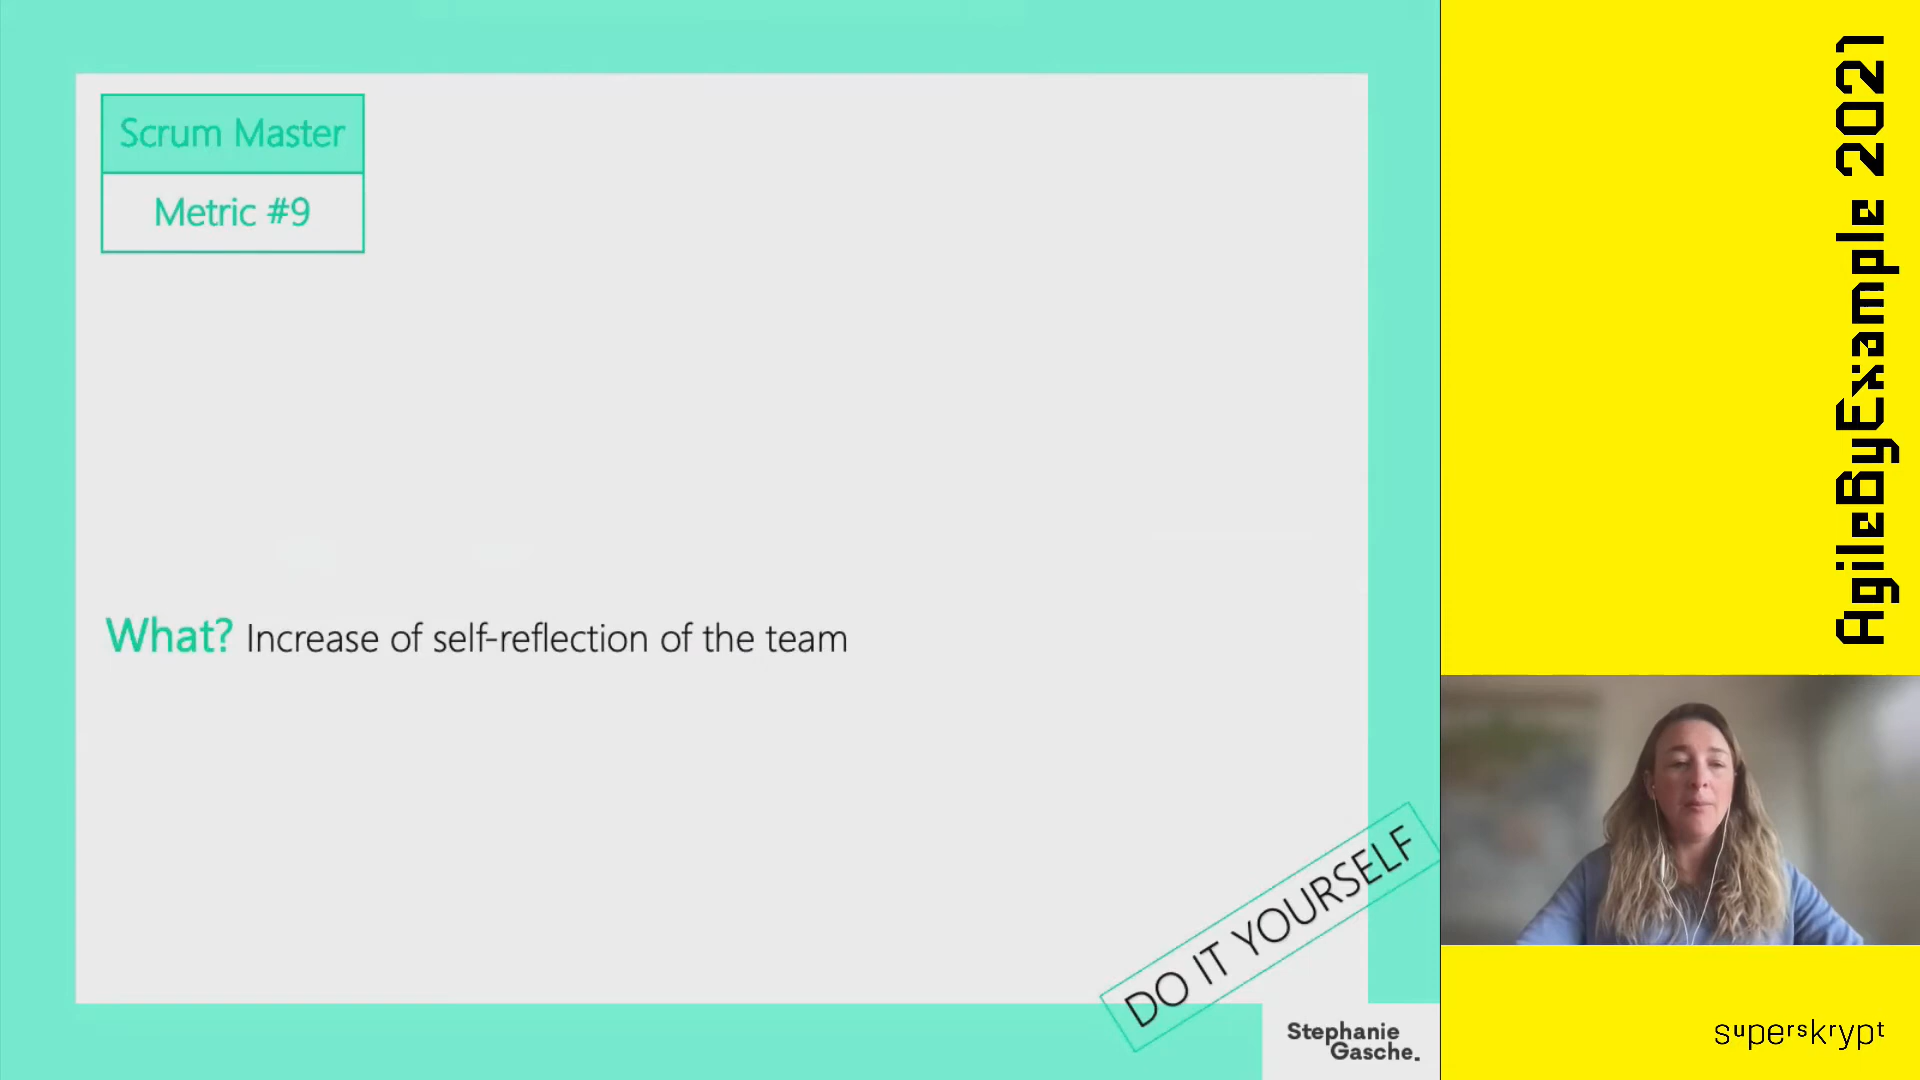 Scrum Master
Metric #9
What? Increase of self-reflection of the team
DO IT YOURSELF
Stephanie
Gasche.
AgileByExample 2021
superskrypt